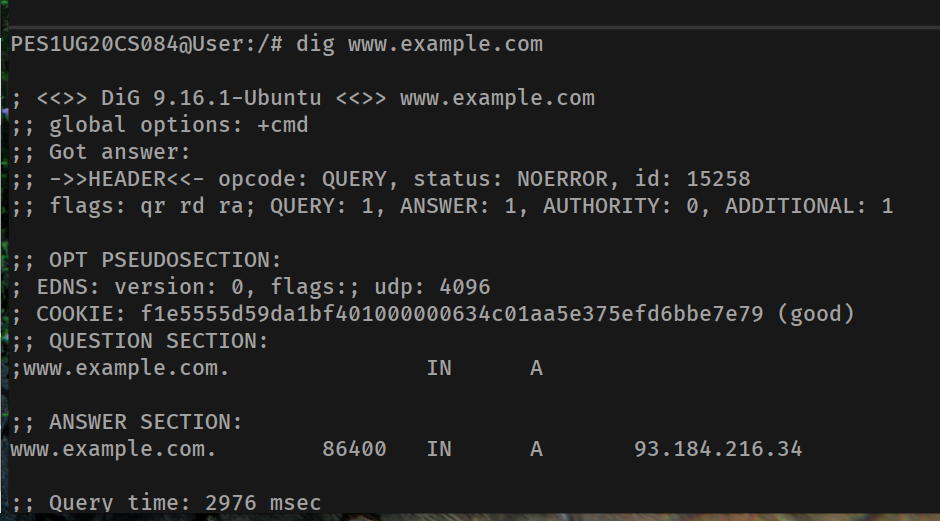 PES1UG20CS084@User:/# dig www.example.com
; <<>> DiG 9.16.1-Ubuntu <<>> www.example.com
;; global options: +cmd
;; Got answer:
;; ->>HEADER<<- opcode: QUERY, status: NOERROR, id: 15258
;; flags: qr rd ra; QUERY: 1, ANSWER: 1, AUTHORITY: 0, ADDITIONAL: 1
;; OPT PSEUDOSECTION:
; EDNS: version: 0, flags:; udp: 4096
; COOKIE: f1e5555d59da1bf401000000634c01aa5e375efd6bbe7e79 (good)
;; QUESTION SECTION:
;www.example.com. IN A
;; ANSWER SECTION:
www.example.com. 86400 IN A 93.184.216.34
;; Query time: 2976 msec